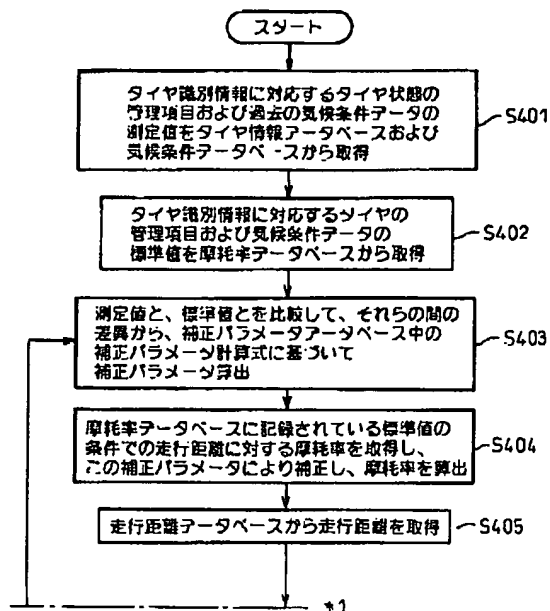 スタート
タイヤ識別情報に対応するタイヤ状態の
管理項目および過去の気候条件データの
測定値をタイヤ情報データベースおよび
気候条件データベースから取得
S401
タイヤ識別情報に対応するタイヤの
管理項目および気候条件データの
標準値を摩耗率データベースから取得
S402
測定値と、標準値とを比較して、それらの間の
差異から、補正パラメータデータベース中の
補正パラメータ計算式に基づいて
補正パラメータ算出
S403
摩耗率データベースに記録されている標準値の
条件での走行距離に対する摩耗率を取得し、
この補正パラメータにより補正し、摩耗率を算出
S404
走行距離データベースから走行距離を取得
S405
*1